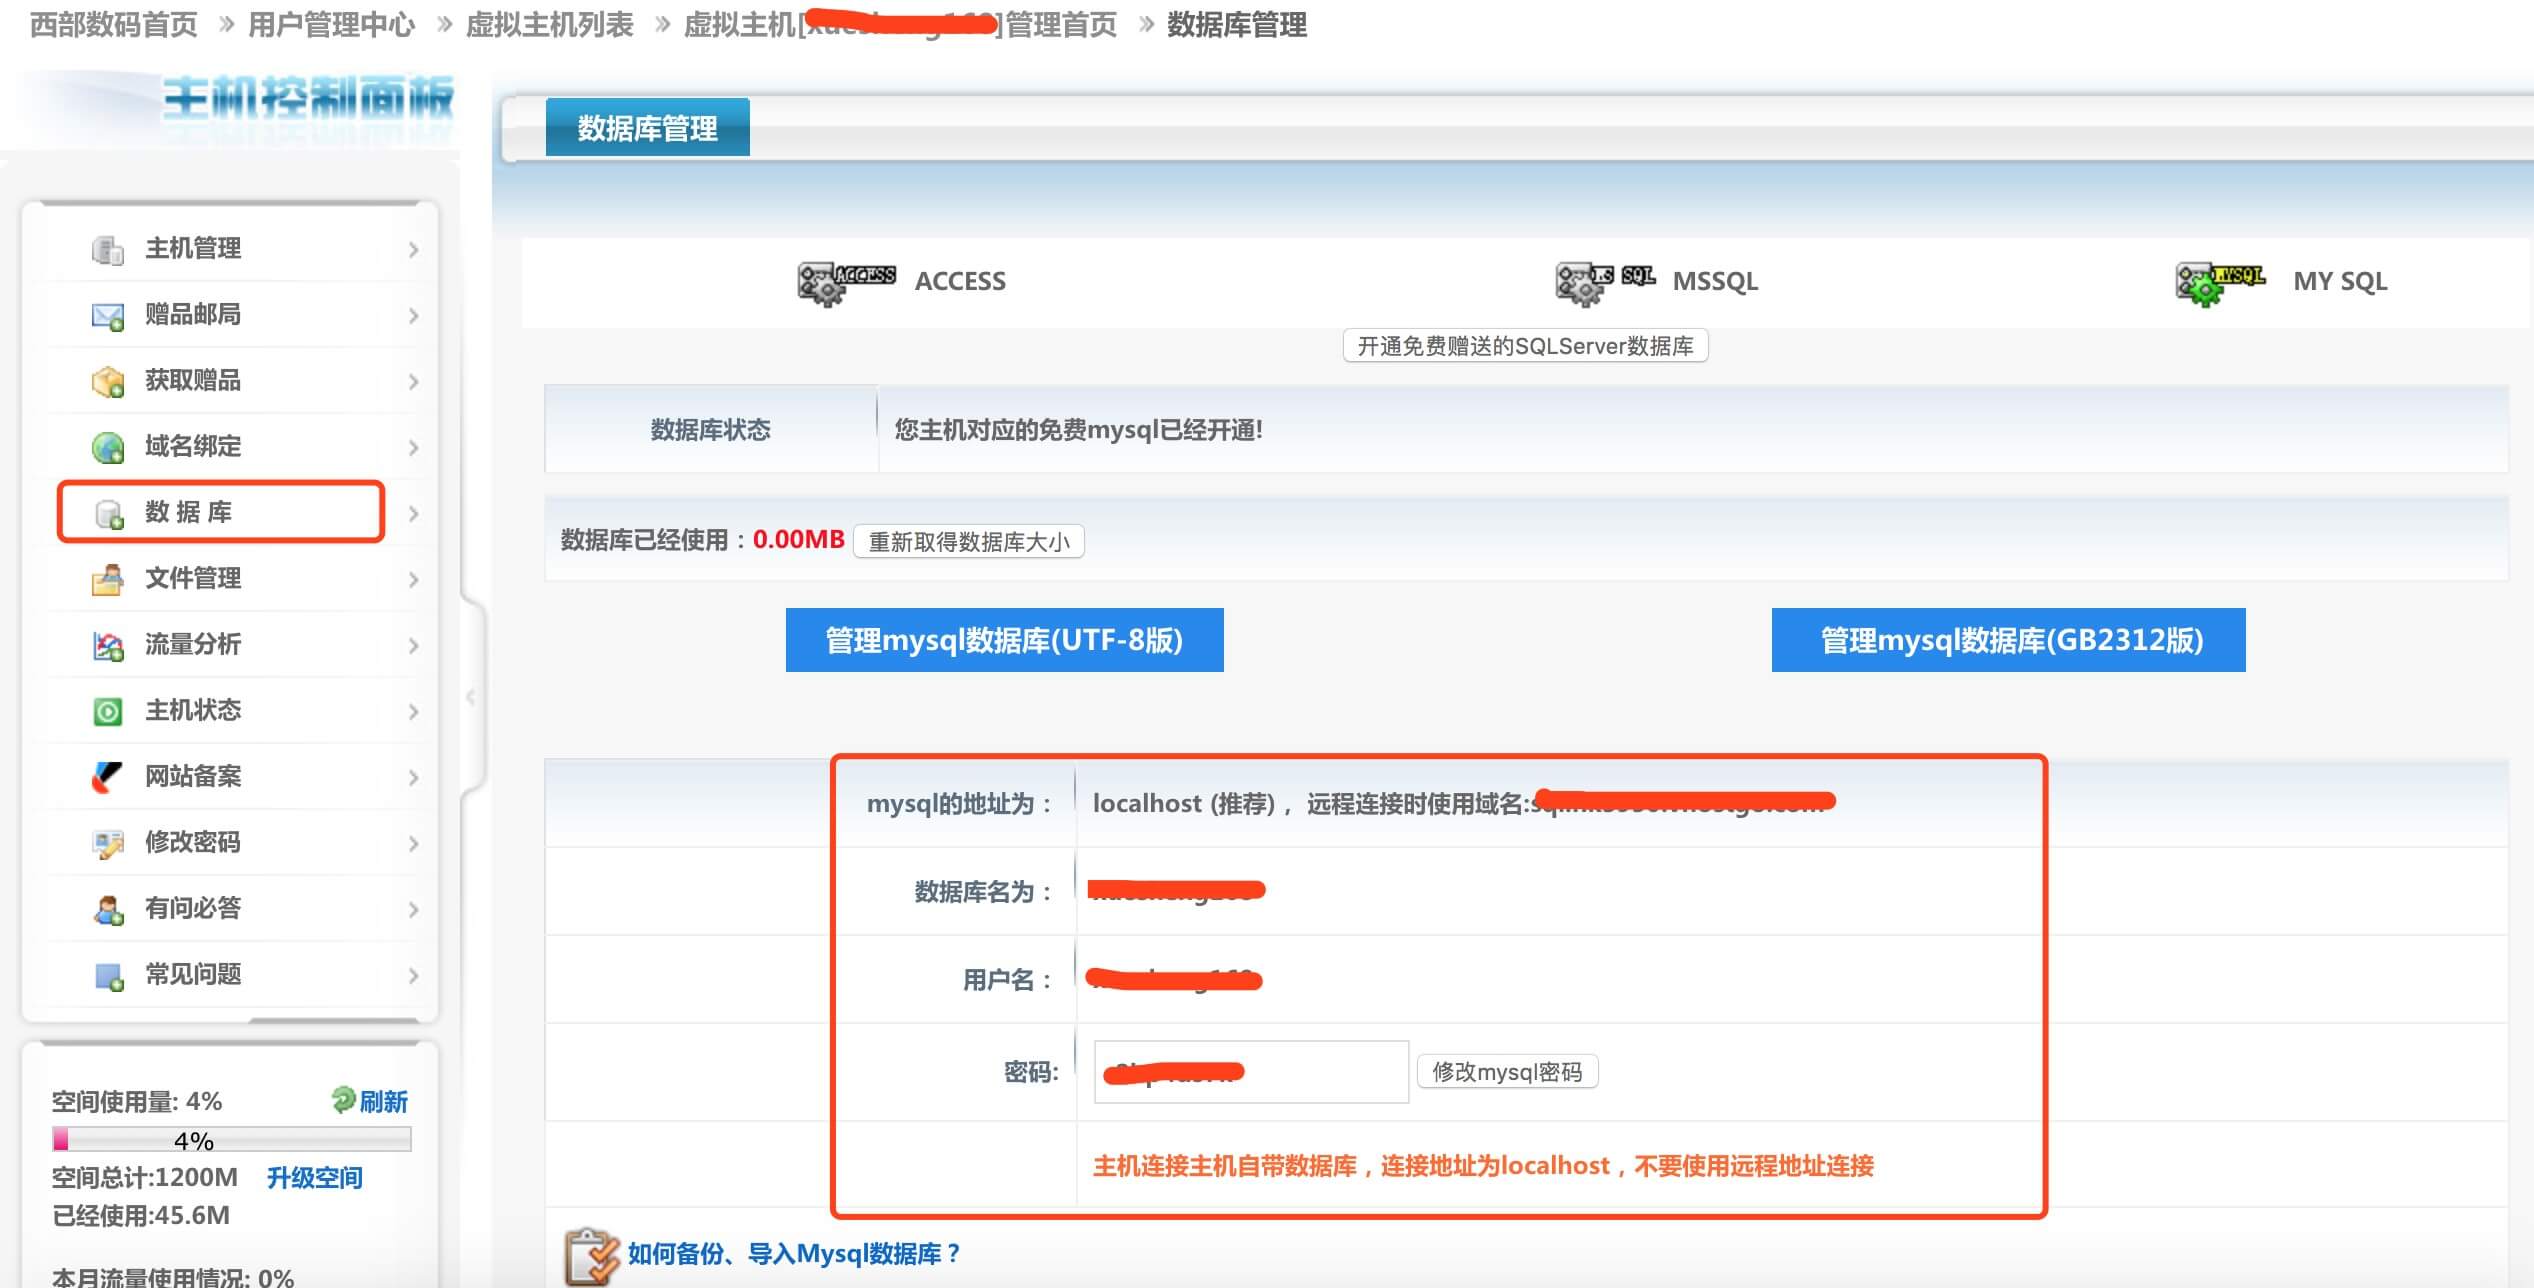 西部数码首页 » 用户管理中心 » 虚拟主机列表 » 虚拟主机[]管理首页 » 数据库管理
主机控制面板
主机管理
赠品邮局
获取赠品
域名绑定
数 据 库
文件管理
流量分析
主机状态
网站备案
修改密码
有问必答
常见问题
空间使用量: 4% 刷新
4%
空间总计:1200M 升级空间
已经使用:45.6M
本月流量使用情况: 0%
数据库管理
ACCESS ACCESS
MSSQL
MYSQL MY SQL
开通免费赠送的SQLServer数据库
数据库状态 您主机对应的免费mysql已经开通!
数据库已经使用：0.00MB 重新取得数据库大小
管理mysql数据库(UTF-8版) 管理mysql数据库(GB2312版)
mysql的地址为： localhost (推荐) ，远程连接时使用域名:
数据库名为：
用户名：
密码: 修改mysql密码
主机连接主机自带数据库，连接地址为localhost，不要使用远程地址连接
如何备份、导入Mysql数据库？